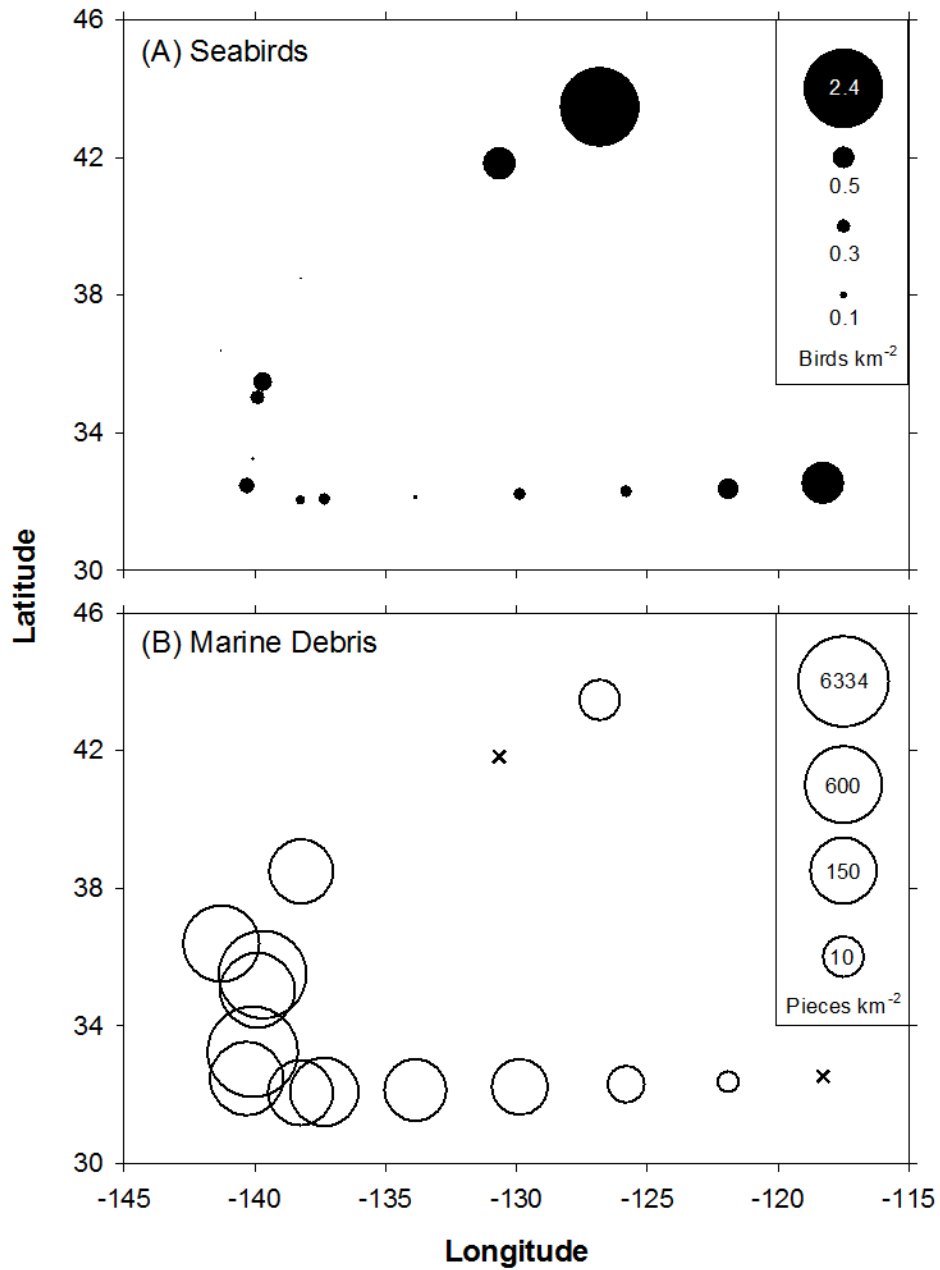 (A) Seabirds
46
42
38
34
30
2.4
0.5
0.3
0.1
Birds km-2
Latitude
(B) Marine Debris
46
42
38
34
30
6334
600
150
10
Pieces km-2
-145 -140 -135 -130 -125 -120 -115
Longitude